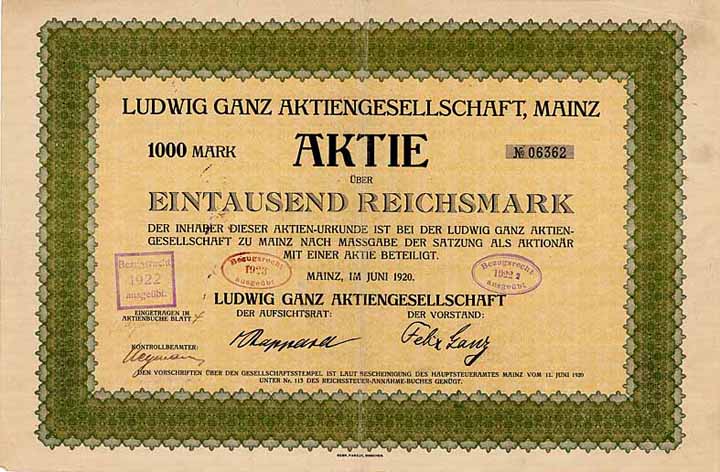 LUDWIG GANZ AKTIENGESELLSCHAFT, MAINZ
1000 MARK AKTIE № 06362
ÜBER
EINTAUSEND REICHSMARK
DER INHABER DIESER AKTIEN-URKUNDE IST BEI DER LUDWIG GANZ AKTIEN-
GESELLSCHAFT ZU MAINZ NACH MASSGABE DER SATZUNG ALS AKTIONÄR
MIT EINER AKTIE BETEILIGT.
MAINZ, IM JUNI 1920.
Bezugsrecht
1922
ausgeübt.
Bezugsrecht
1923
ausgeübt
Bezugsrecht
1922 2
ausgeübt
LUDWIG GANZ AKTIENGESELLSCHAFT
DER AUFSICHTSRAT: DER VORSTAND:
EINGETRAGEN IM
AKTIENBUCHE BLATT 4
Felix Ganz
KONTROLLBEAMTER:
DEN VORSCHRIFTEN ÜBER DEN GESELLSCHAFTSSTEMPEL IST LAUT BESCHEINIGUNG DES HAUPTSTEUERAMTES MAINZ VOM 12. JUNI 1920
UNTER Nr. 113 DES REICHSSTEUER-ANNAHME-BUCHES GENÜGT.